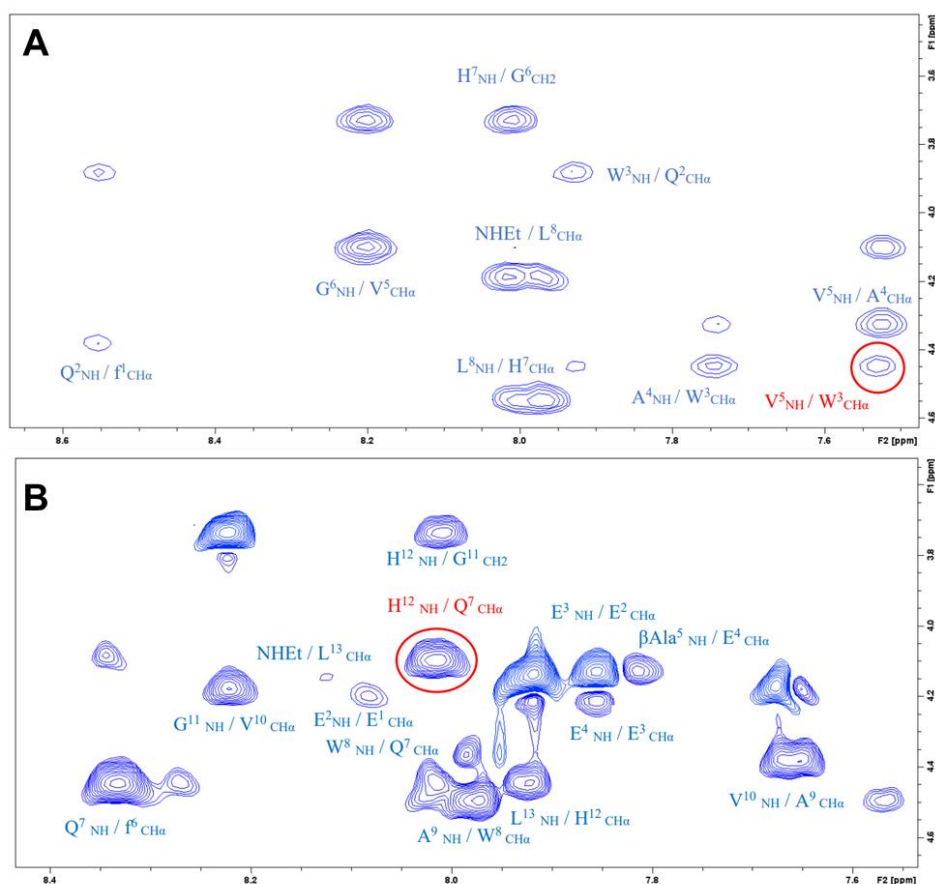 A
F1 [ppm]
H⁷NH / G⁶CH2
3.6
3.8
W³NH / Q²CHα
4.0
NHEt / L⁸CHα
G⁶NH / V⁵CHα
V⁵NH / A⁴CHα
4.2
Q²NH / f¹CHα
L⁸NH / H⁷CHα
A⁴NH / W³CHα
V⁵NH / W³CHα
4.4
4.6
8.6
8.4
8.2
8.0
7.8
7.6
F2 [ppm]
B
F1 [ppm]
3.8
H¹² NH / G¹¹ CH2
H¹² NH / Q⁷ CHα
E³ NH / E² CHα
4.0
βAla⁵ NH / E⁴ CHα
NHEt / L¹³ CHα
G¹¹ NH / V¹⁰ CHα
E² NH / E¹ CHα
E⁴ NH / E³ CHα
4.2
W⁸ NH / Q⁷ CHα
4.4
Q⁷ NH / f⁶ CHα
A⁹ NH / W⁸ CHα
L¹³ NH / H¹² CHα
V¹⁰ NH / A⁹ CHα
4.6
8.4
8.2
8.0
7.8
7.6
F2 [ppm]